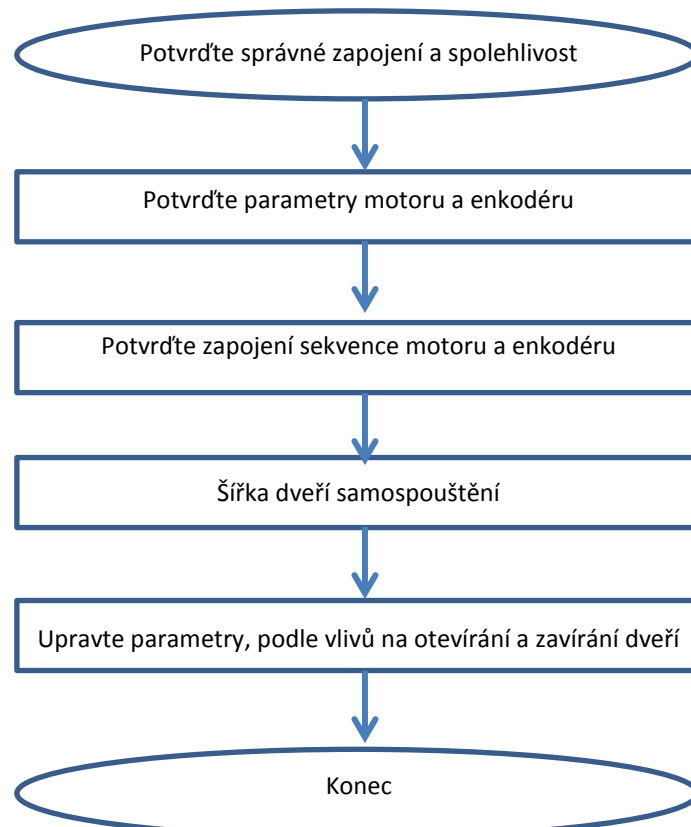 Potvrďte správné zapojení a spolehlivost
Potvrďte parametry motoru a enkodéru
Potvrďte zapojení sekvence motoru a enkodéru
Šířka dveří samospouštění
Upravte parametry, podle vlivů na otevírání a zavírání dveří
Konec